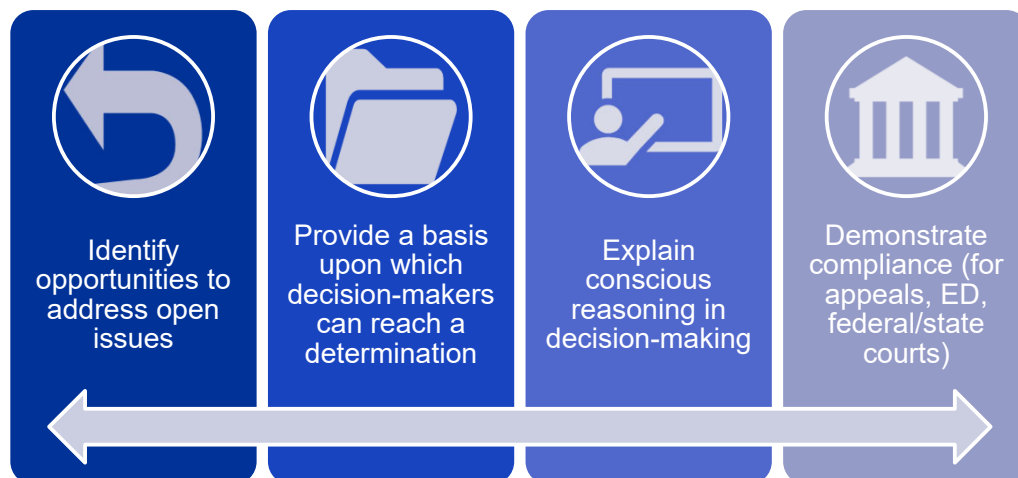 Identify
opportunities to
address open
issues
Provide a basis
upon which
decision-makers
can reach a
determination
Explain
conscious
reasoning in
decision-making
Demonstrate
compliance (for
appeals, ED,
federal/state
courts)